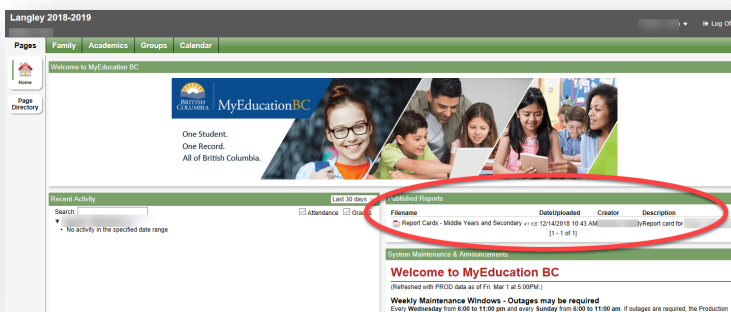 Langley 2018-2019
Log Of
Pages Family Academics Groups Calendar
Home
Page
Directory
Welcome to MyEducation BC
BRITISH
COLUMBIA
MyEducationBC
One Student.
One Record.
All of British Columbia.
Recent Activity Last 30 days
Search: Attendance Grades
No activity in the specified date range
Published Reports
Filename DateUploaded Creator Description
Report Cards - Middle Years and Secondary 12/14/2018 10:43 AM Report card for
[1 - 1 of 1]
System Maintenance & Announcements
Welcome to MyEducation BC
(Refreshed with PROD data as of Fri. Mar 1 at 5:00PM.)
Weekly Maintenance Windows - Outages may be required
Every Wednesday from 6:00 to 11:00 pm and every Sunday from 6:00 to 11:00 am. If outages are required, the Production